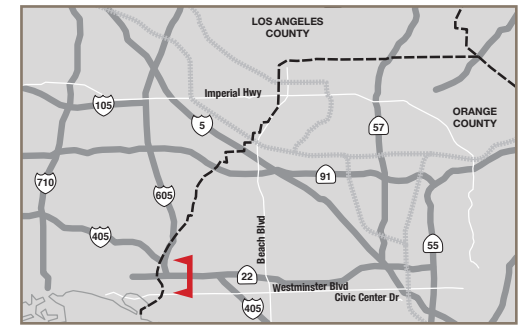 LOS ANGELES
COUNTY
Imperial Hwy
105
5
57
ORANGE
COUNTY
91
710
605
405
Beach Blvd
55
22
Westminster Blvd
Civic Center Dr
405